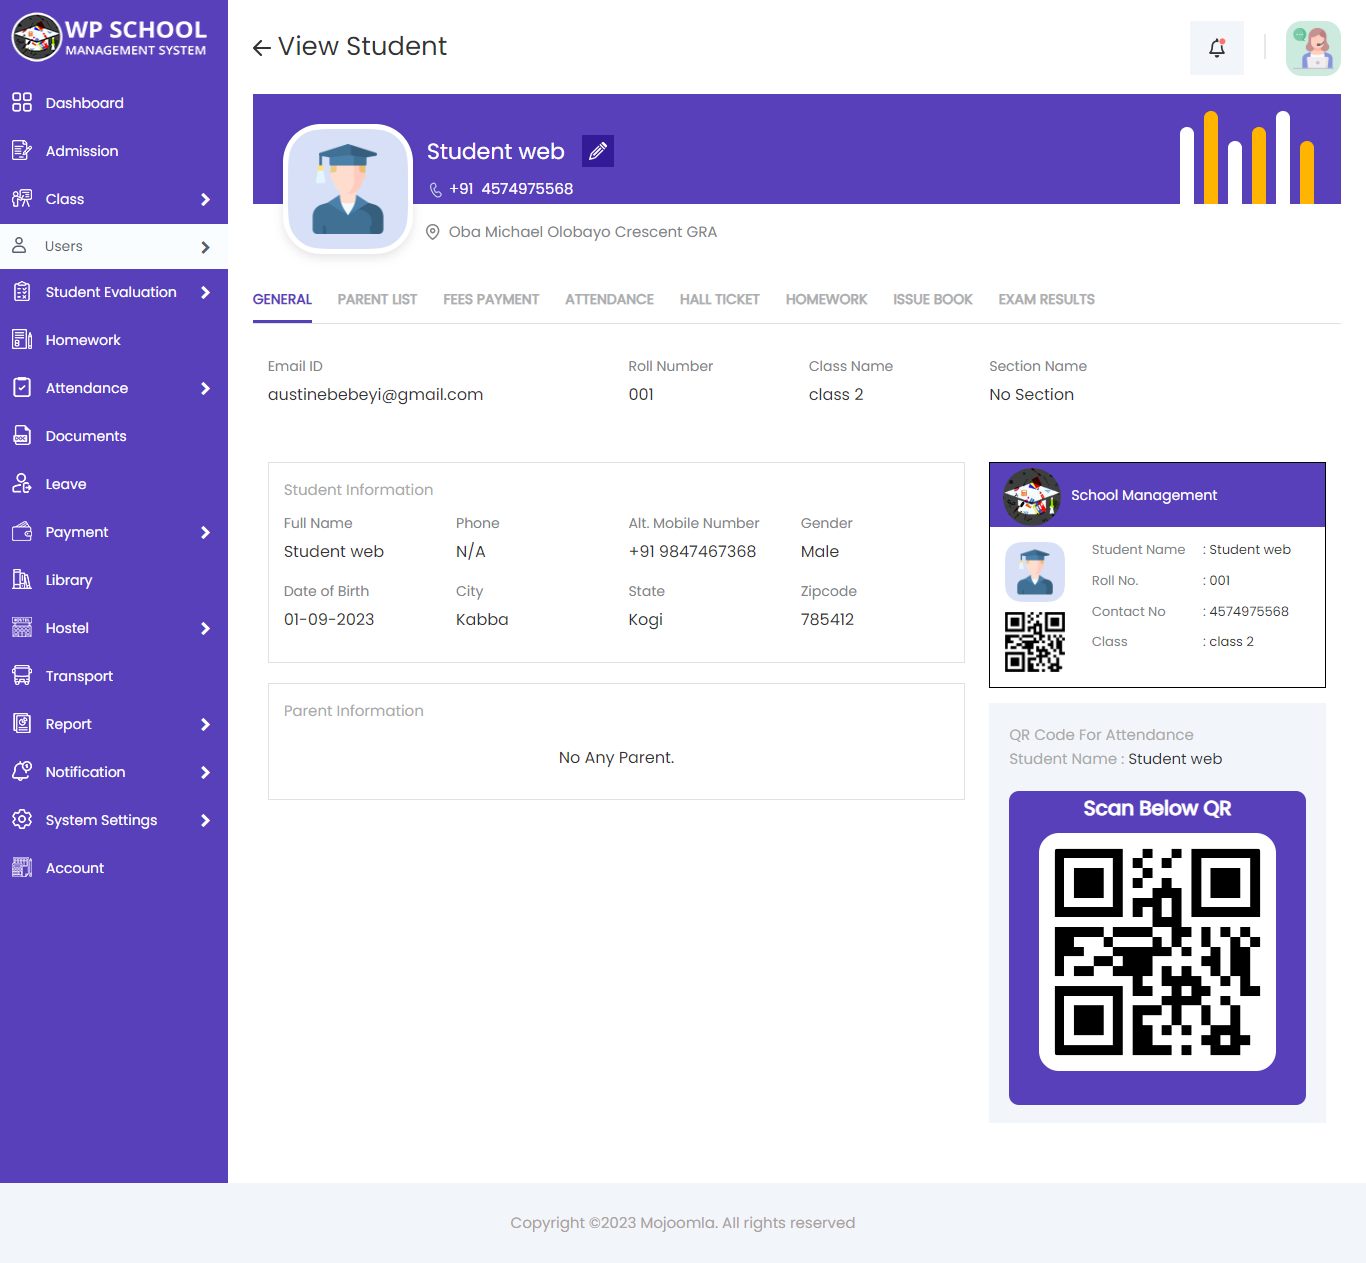 WP SCHOOL
MANAGEMENT SYSTEM
Dashboard
Admission
Class
Users
Student Evaluation
Homework
Attendance
Documents
Leave
Payment
Library
Hostel
Transport
Report
Notification
System Settings
Account
View Student
Student web
+91 4574975568
Oba Michael Olobayo Crescent GRA
GENERAL PARENT LIST FEES PAYMENT ATTENDANCE HALL TICKET HOMEWORK ISSUE BOOK EXAM RESULTS
Email ID Roll Number Class Name Section Name
austinebebeyi@gmail.com 001 class 2 No Section
Student Information
Full Name Phone Alt. Mobile Number Gender
Student web N/A +91 9847467368 Male
Date of Birth City State Zipcode
01-09-2023 Kabba Kogi 785412
Parent Information
No Any Parent.
School Management
Student Name : Student web
Roll No. : 001
Contact No : 4574975568
Class : class 2
QR Code For Attendance
Student Name : Student web
Scan Below QR
Copyright ©2023 Mojoomla. All rights reserved